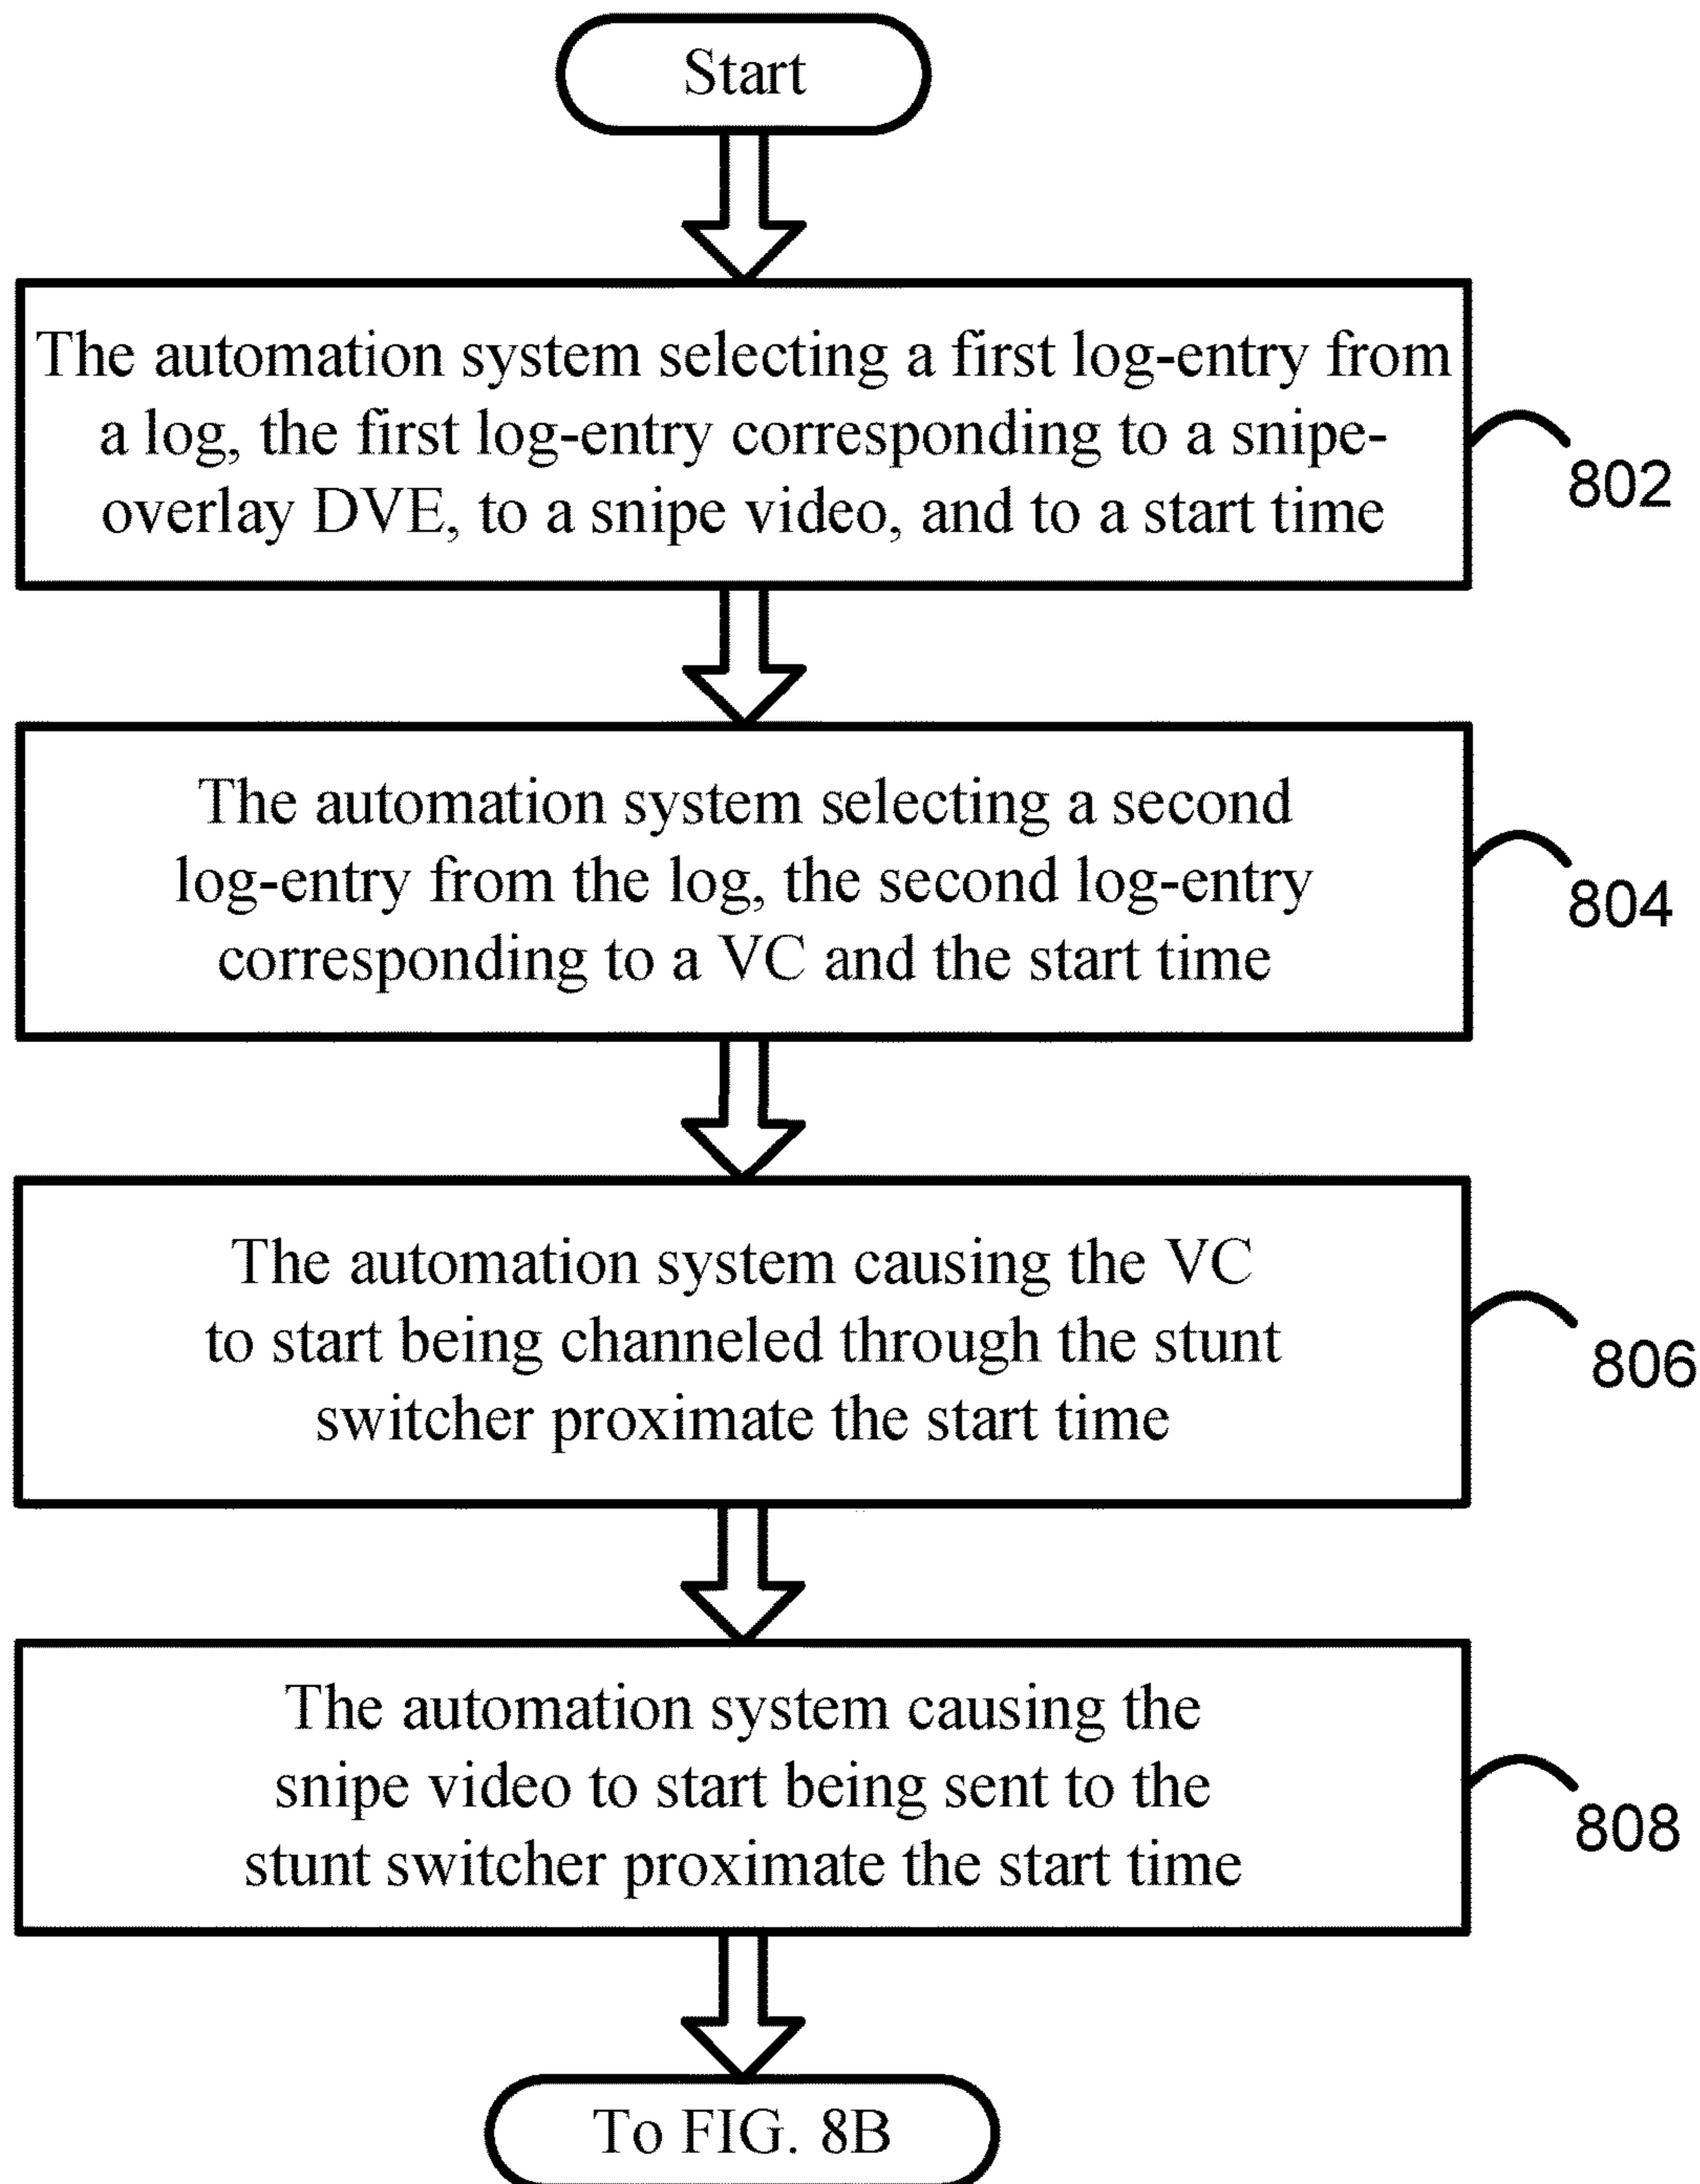 Start
The automation system selecting a first log-entry from
a log, the first log-entry corresponding to a snipe-
overlay DVE, to a snipe video, and to a start time
802
The automation system selecting a second
log-entry from the log, the second log-entry
corresponding to a VC and the start time
804
The automation system causing the VC
to start being channeled through the stunt
switcher proximate the start time
806
The automation system causing the
snipe video to start being sent to the
stunt switcher proximate the start time
808
To FIG. 8B